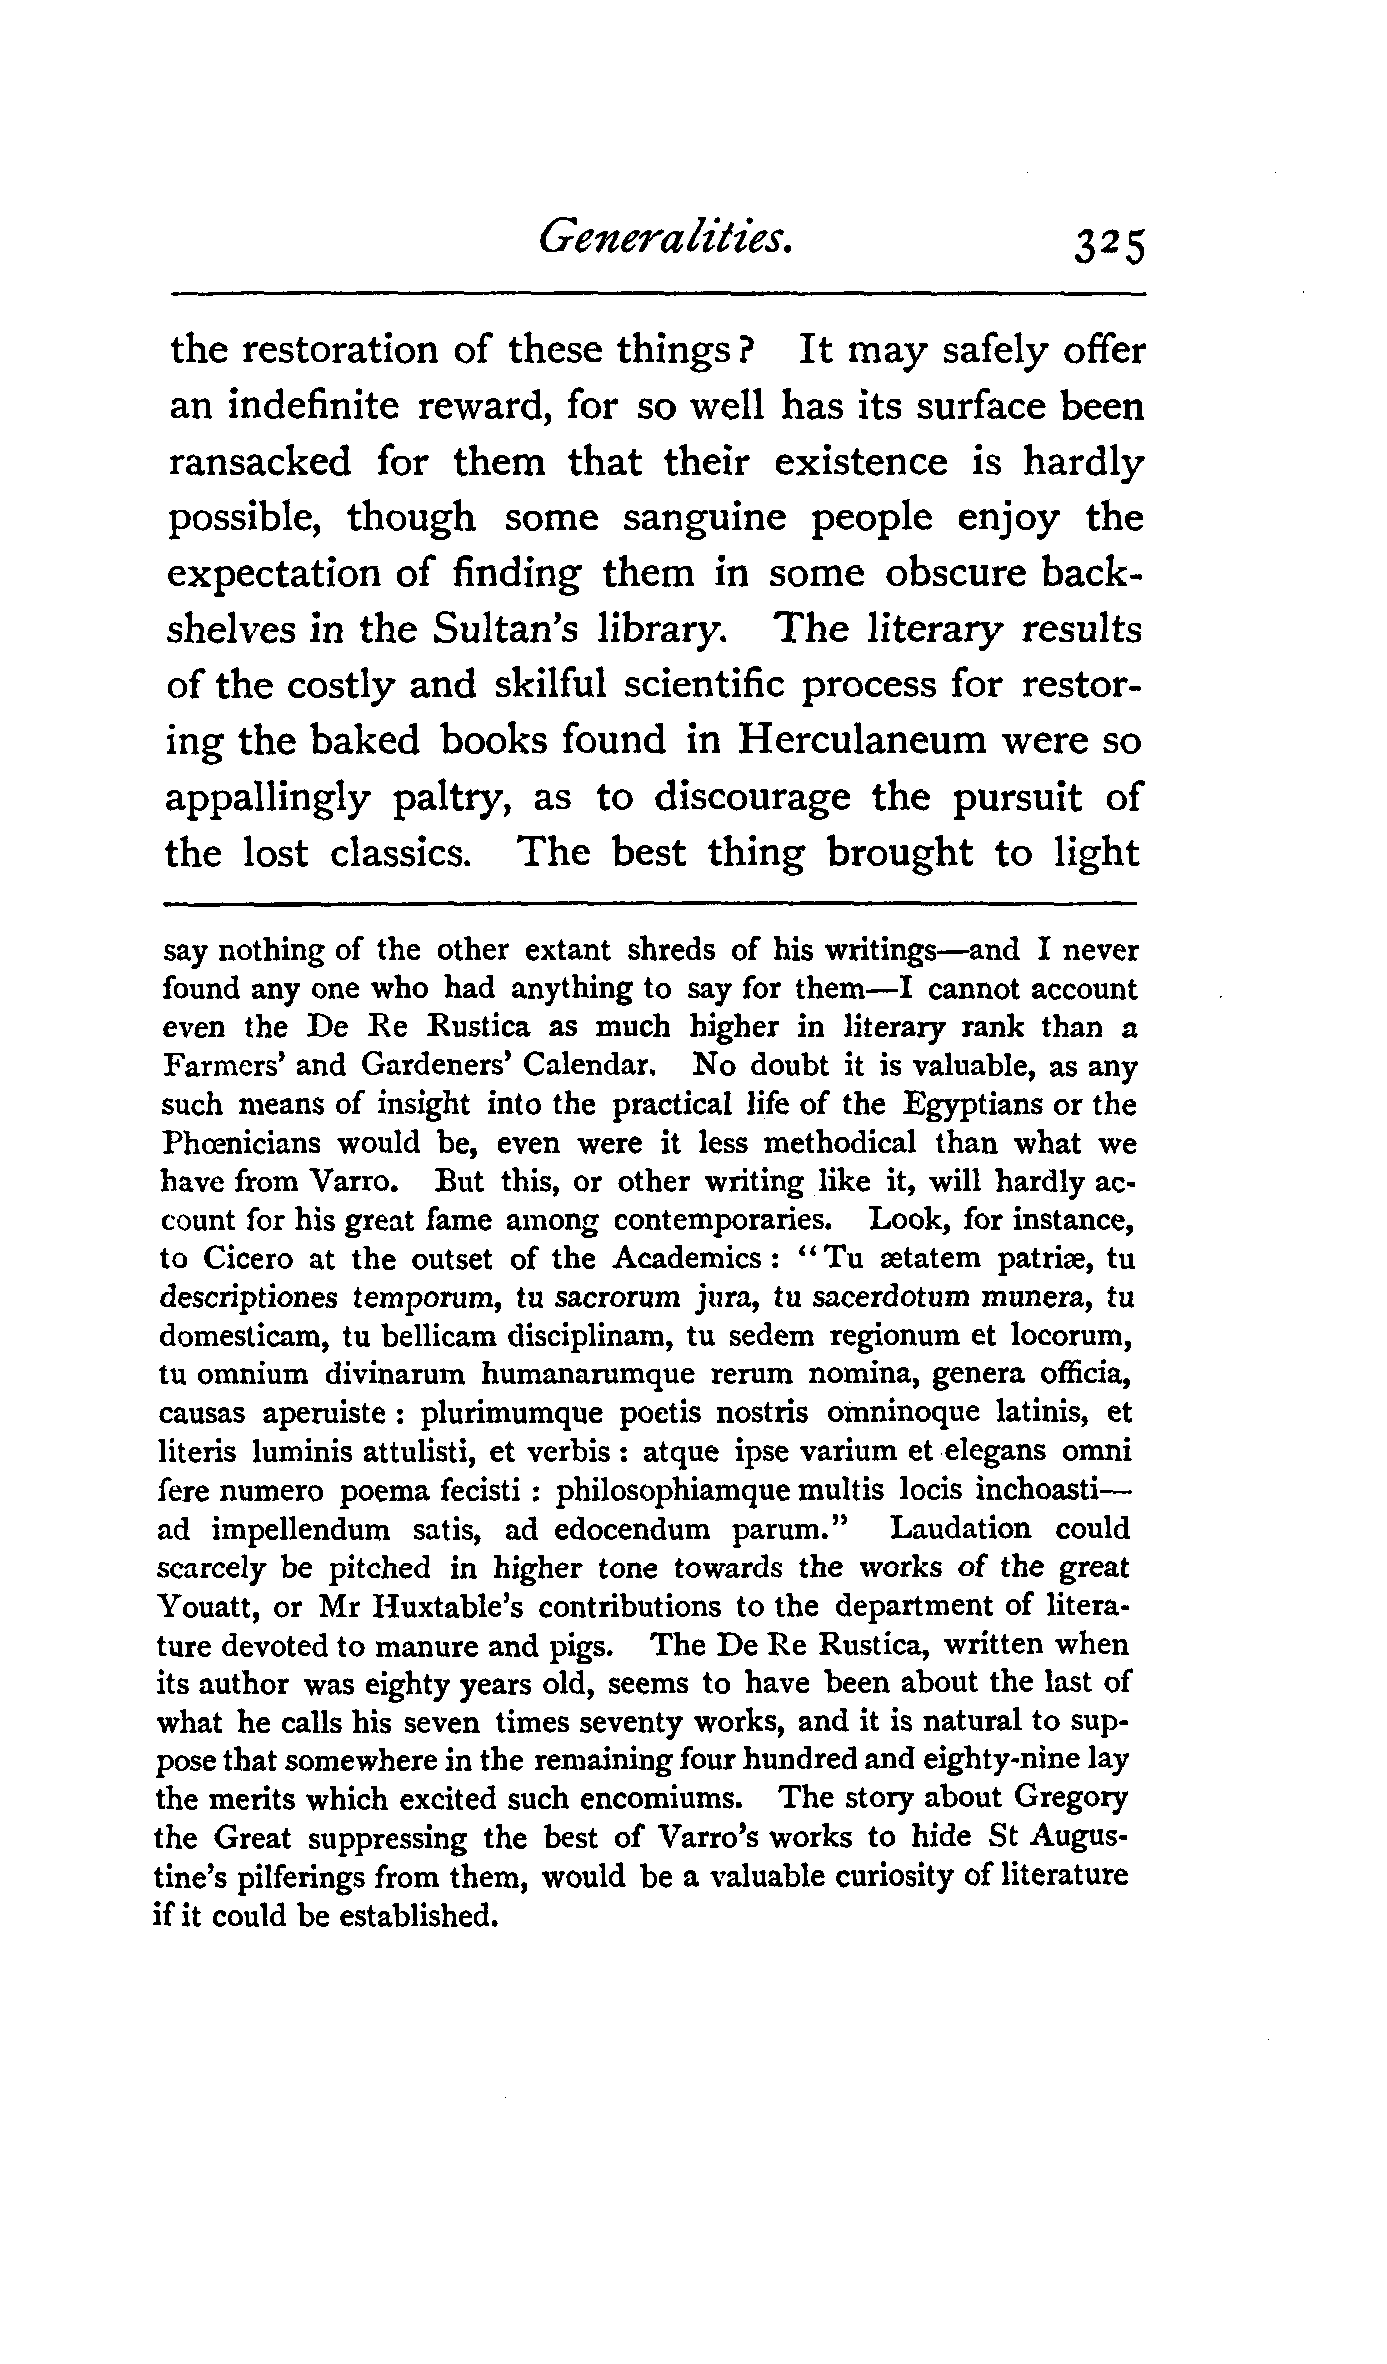 Generalities. 325
the restoration of these things? It may safely offer
an indefinite reward, for so well has its surface been
ransacked for them that their existence is hardly
possible, though some sanguine people enjoy the
expectation of finding them in some obscure back-
shelves in the Sultan's library. The literary results
of the costly and skilful scientific process for restor-
ing the baked books found in Herculaneum were so
appallingly paltry, as to discourage the pursuit of
the lost classics. The best thing brought to light
say nothing of the other extant shreds of his writings—and I never
found any one who had anything to say for them—I cannot account
even the De Re Rustica as much higher in literary rank than a
Farmers' and Gardeners' Calendar. No doubt it is valuable, as any
such means of insight into the practical life of the Egyptians or the
Phœnicians would be, even were it less methodical than what we
have from Varro. But this, or other writing like it, will hardly ac-
count for his great fame among contemporaries. Look, for instance,
to Cicero at the outset of the Academics: "Tu ætatem patriæ, tu
descriptiones temporum, tu sacrorum jura, tu sacerdotum munera, tu
domesticam, tu bellicam disciplinam, tu sedem regionum et locorum,
tu omnium divinarum humanarumque rerum nomina, genera officia,
causas aperuiste: plurimumque poetis nostris omninoque latinis, et
literis luminis attulisti, et verbis: atque ipse varium et elegans omni
fere numero poema fecisti: philosophiamque multis locis inchoasti—
ad impellendum satis, ad edocendum parum." Laudation could
scarcely be pitched in higher tone towards the works of the great
Youatt, or Mr Huxtable's contributions to the department of litera-
ture devoted to manure and pigs. The De Re Rustica, written when
its author was eighty years old, seems to have been about the last of
what he calls his seven times seventy works, and it is natural to sup-
pose that somewhere in the remaining four hundred and eighty-nine lay
the merits which excited such encomiums. The story about Gregory
the Great suppressing the best of Varro's works to hide St Augus-
tine's pilferings from them, would be a valuable curiosity of literature
if it could be established.